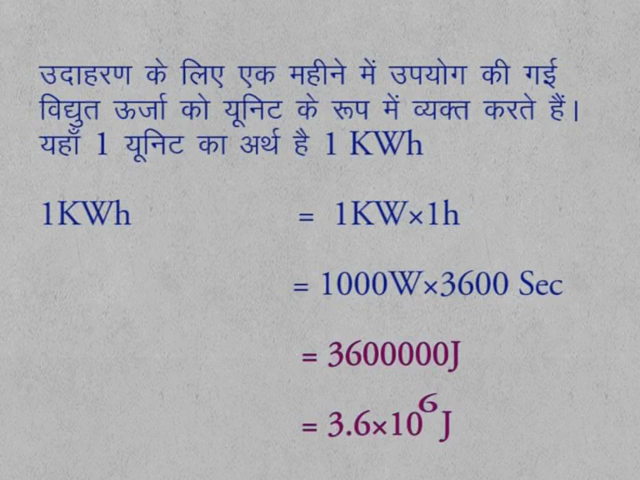 उदाहरण के लिए एक महीने में उपयोग की गई
विद्युत ऊर्जा को यूनिट के रूप में व्यक्त करते हैं।
यहाँ 1 यूनिट का अर्थ है 1 KWh
1KWh = 1KW×1h
= 1000W×3600 Sec
= 3600000J
= 3.6×10⁶ J